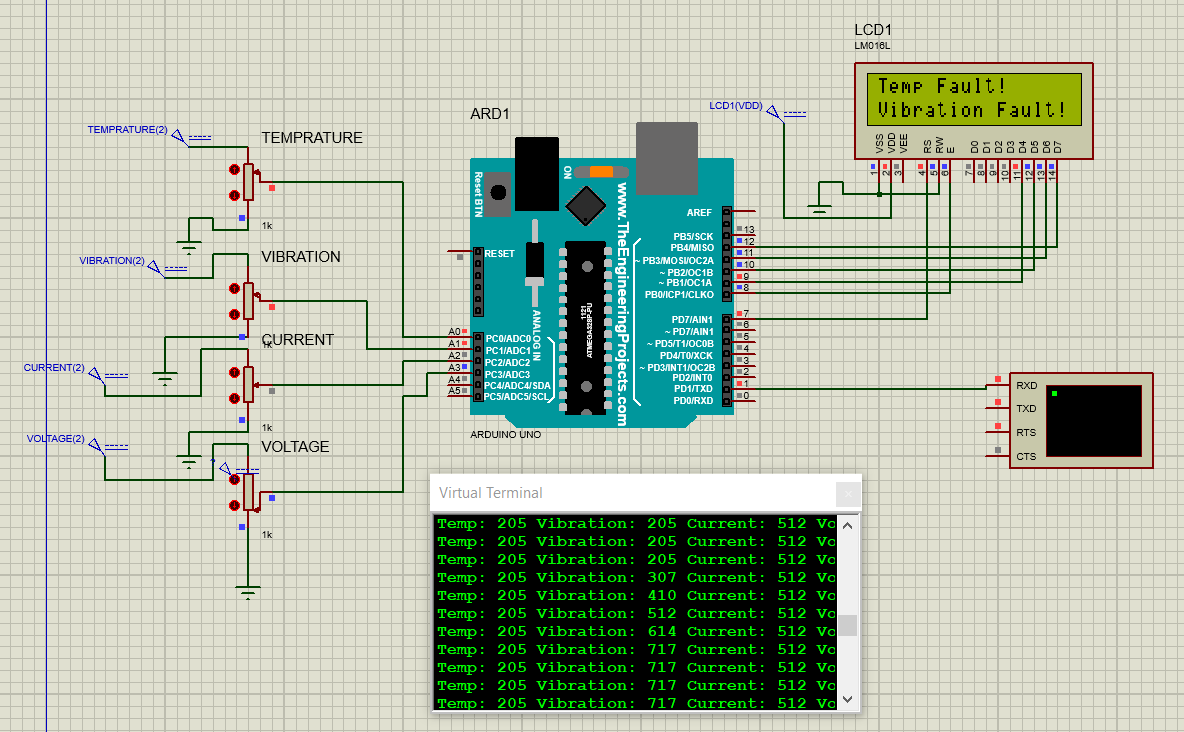 LCD1
LM016L
Temp Fault!
Vibration Fault!
VSS VDD VEE RS RW E D0 D1 D2 D3 D4 D5 D6 D7
1 2 3 4 5 6 7 8 9 10 11 12 13 14
LCD1(VDD)
TEMPRATURE(2)
TEMPRATURE
1k
VIBRATION(2)
VIBRATION
1k
CURRENT(2)
CURRENT
1k
VOLTAGE(2)
VOLTAGE
1k
ARD1
Reset BTN
ON
ANALOG IN
www.TheEngineeringProjects.com
1121
ATMEGA328P-PU
RESET
A0 PC0/ADC0
A1 PC1/ADC1
A2 PC2/ADC2
A3 PC3/ADC3
A4 PC4/ADC4/SDA
A5 PC5/ADC5/SCL
AREF
PB5/SCK 13
PB4/MISO 12
~ PB3/MOSI/OC2A 11
~ PB2/OC1B 10
~ PB1/OC1A 9
PB0/ICP1/CLKO 8
PD7/AIN1 7
~ PD7/AIN1 6
~ PD5/T1/OC0B 5
PD4/T0/XCK 4
~ PD3/INT1/OC2B 3
PD2/INT0 2
PD1/TXD 1
PD0/RXD 0
ARDUINO UNO
RXD
TXD
RTS
CTS
Virtual Terminal
Temp: 205 Vibration: 205 Current: 512 Vo
Temp: 205 Vibration: 205 Current: 512 Vo
Temp: 205 Vibration: 205 Current: 512 Vo
Temp: 205 Vibration: 307 Current: 512 Vo
Temp: 205 Vibration: 410 Current: 512 Vo
Temp: 205 Vibration: 512 Current: 512 Vo
Temp: 205 Vibration: 614 Current: 512 Vo
Temp: 205 Vibration: 717 Current: 512 Vo
Temp: 205 Vibration: 717 Current: 512 Vo
Temp: 205 Vibration: 717 Current: 512 Vo
Temp: 205 Vibration: 717 Current: 512 Vo